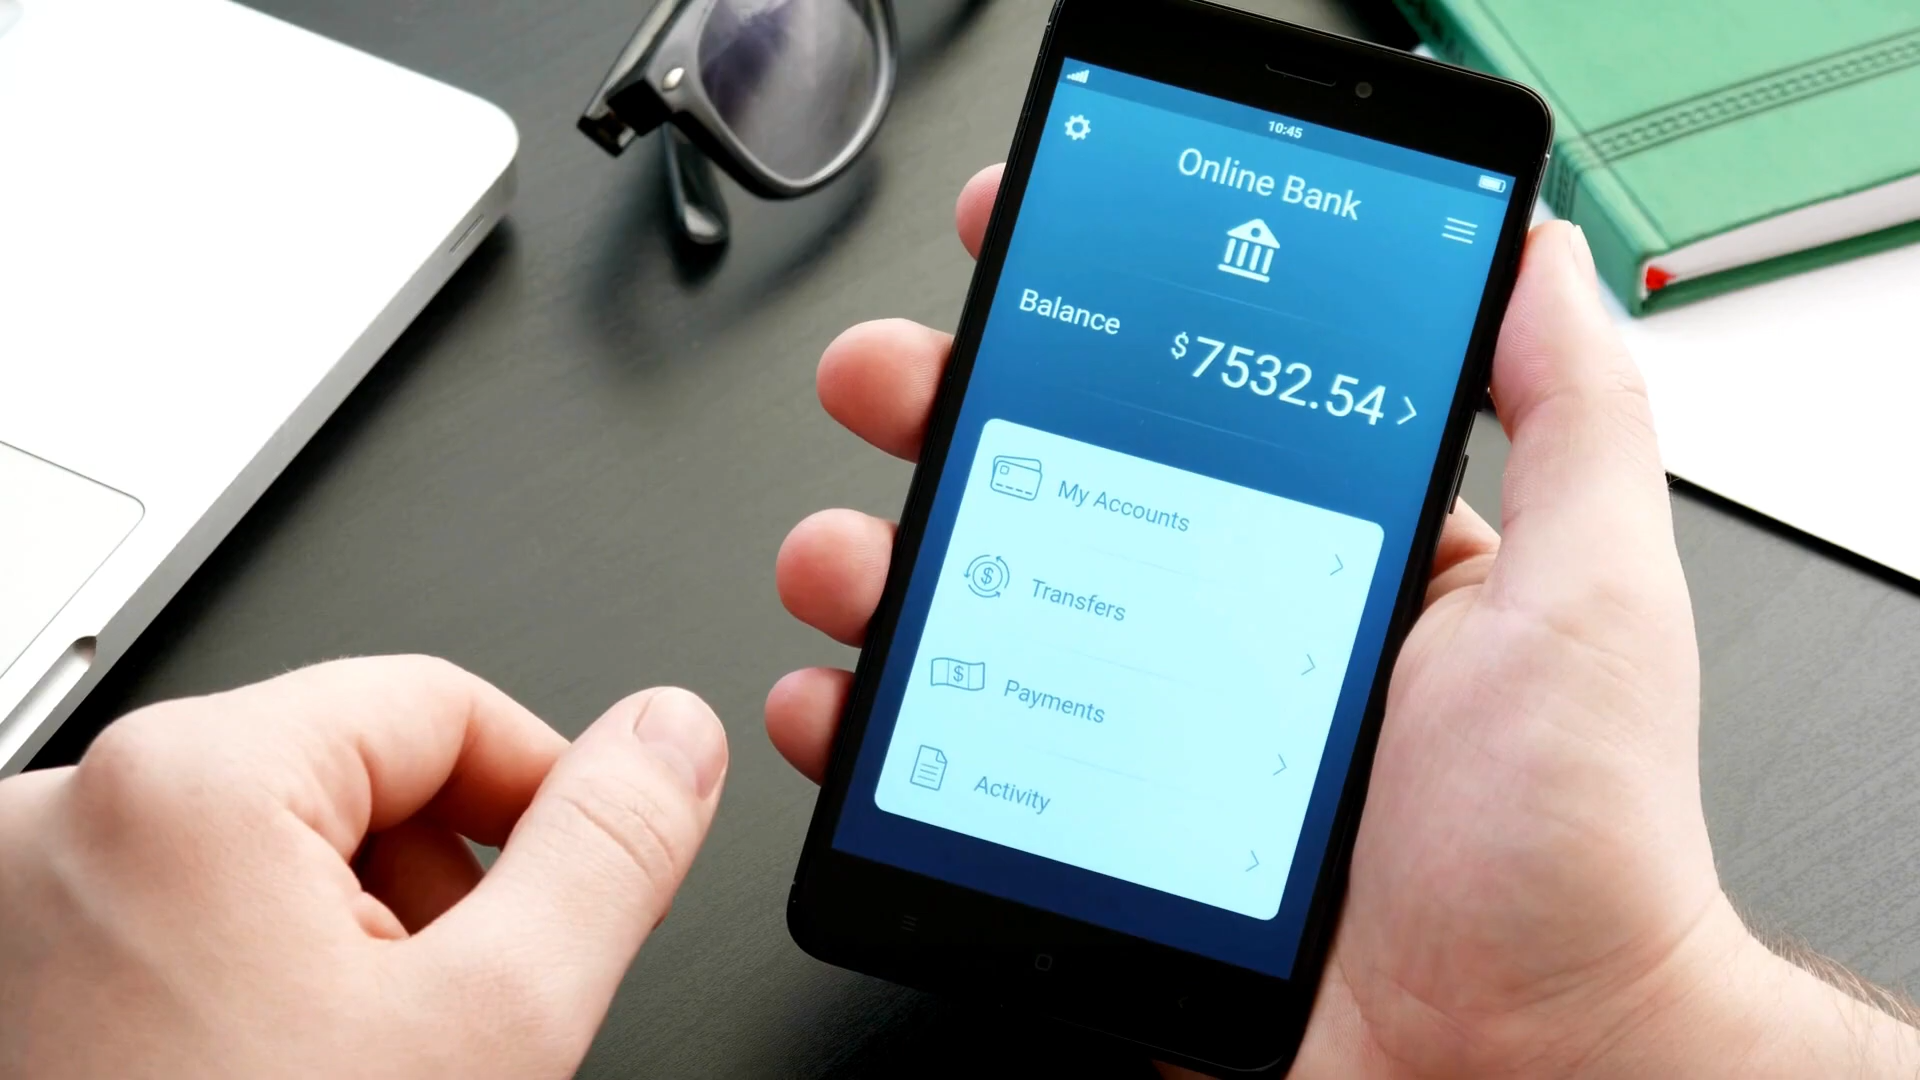 10:45
Online Bank
Balance
$7532.54
My Accounts
Transfers
Payments
Activity